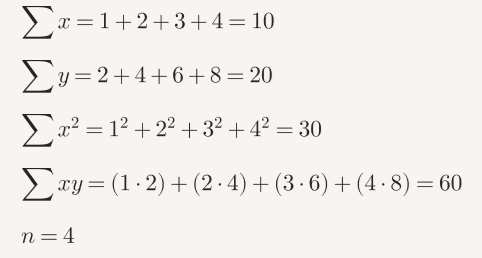 ∑ x = 1 + 2 + 3 + 4 = 10
∑ y = 2 + 4 + 6 + 8 = 20
∑ x² = 1² + 2² + 3² + 4² = 30
∑ xy = (1 · 2) + (2 · 4) + (3 · 6) + (4 · 8) = 60
n = 4